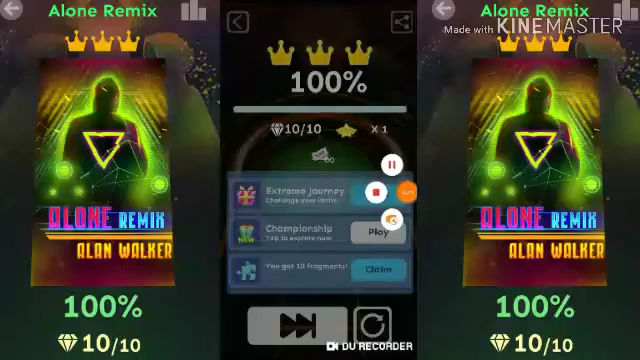 Alone Remix
ALONE REMIX
ALAN WALKER
100%
10/10
100%
10/10
X 1
Extreme Journey
Challenge your limits!
Championship
Tap to explore now!
NEW
Play
You got 10 fragments!
Claim
DU RECORDER
Alone Remix
Made with KINEMASTER
ALONE REMIX
ALAN WALKER
100%
10/10